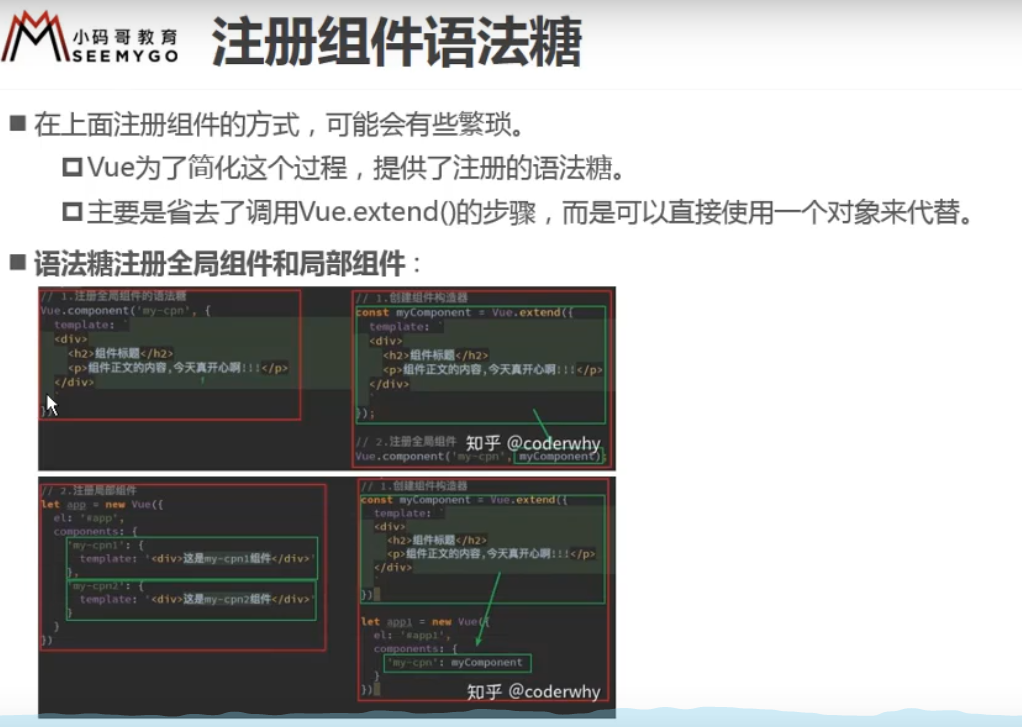 小码哥教育
SEEMYGO
注册组件语法糖
在上面注册组件的方式，可能会有些繁琐。
Vue为了简化这个过程，提供了注册的语法糖。
主要是省去了调用Vue.extend()的步骤，而是可以直接使用一个对象来代替。
语法糖注册全局组件和局部组件：
// 1.注册全局组件的语法糖
Vue.component('my-cpn', {
template: `
<div>
<h2>组件标题</h2>
<p>组件正文的内容,今天真开心啊!!!</p>
</div>
`
})
// 1.创建组件构造器
const myComponent = Vue.extend({
template: `
<div>
<h2>组件标题</h2>
<p>组件正文的内容,今天真开心啊!!!</p>
</div>
`
});
// 2.注册全局组件
知乎 @coderwhy
Vue.component('my-cpn', myComponent);
// 2.注册局部组件
let app = new Vue({
el: '#app',
components: {
'my-cpn1': {
template: '<div>这是my-cpn1组件</div>'
},
'my-cpn2': {
template: '<div>这是my-cpn2组件</div>'
}
}
})
// 1.创建组件构造器
const myComponent = Vue.extend({
template: `
<div>
<h2>组件标题</h2>
<p>组件正文的内容,今天真开心啊!!!</p>
</div>
`
})
let app1 = new Vue({
el: '#app1',
components: {
'my-cpn': myComponent
}
})
知乎 @coderwhy